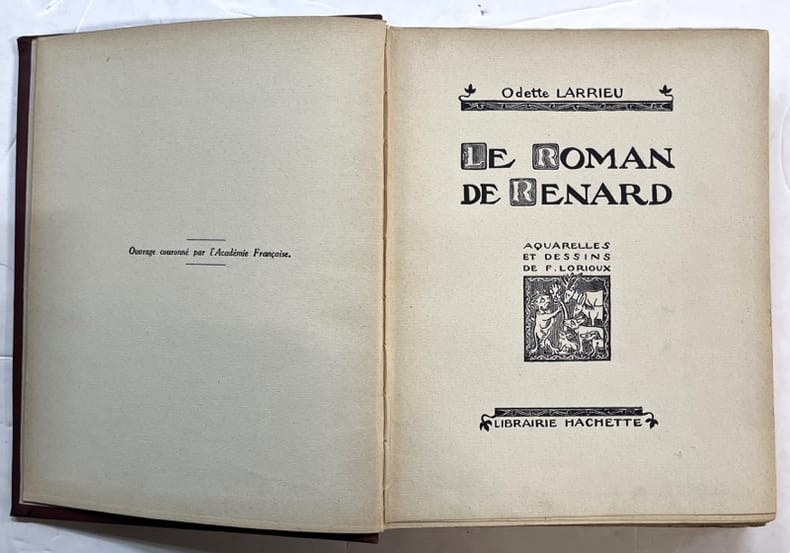 Ouvrage couronné par l'Académie Française.
Odette LARRIEU
LE ROMAN
DE RENARD
AQUARELLES
ET DESSINS
DE F. LORIOUX
LIBRAIRIE HACHETTE